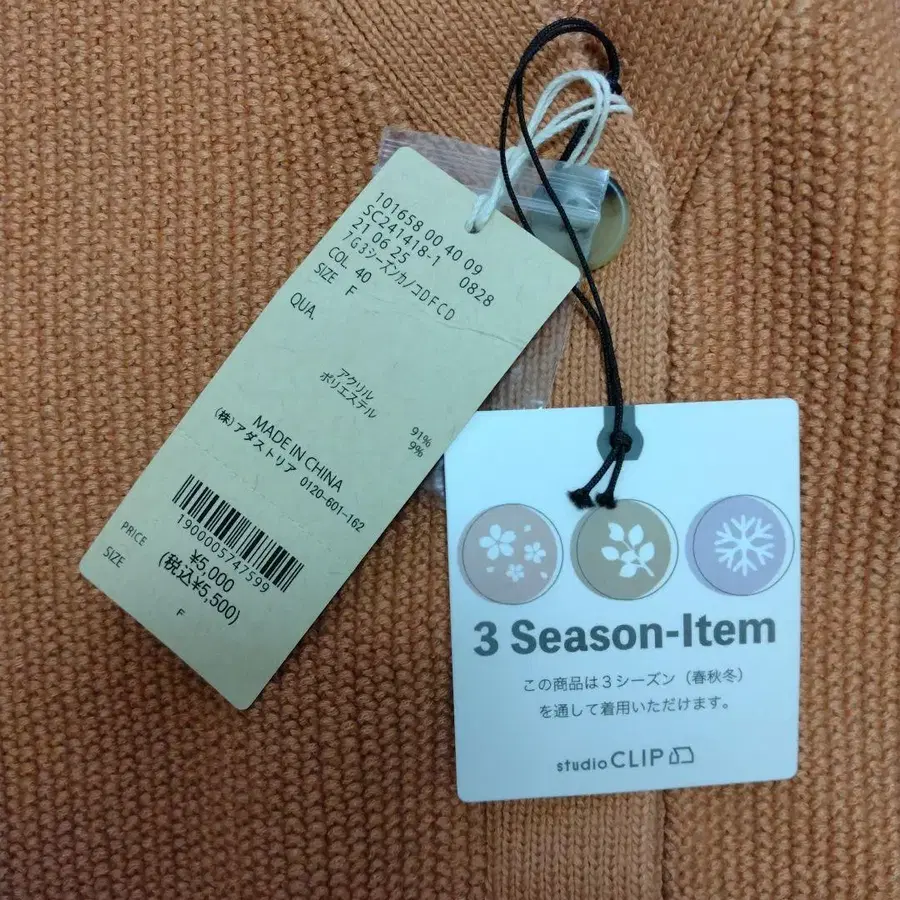 101658 00 40 09
SC241418-1
21 06 25 0828
7G3シーズンカノコDFCD
COL 40
SIZE F
QUA.
アクリル 91%
ポリエステル 9%
MADE IN CHINA
(株)アダストリア 0120-601-162
1900005747599
PRICE ¥5,000
(税込¥5,500)
SIZE F
3 Season-Item
この商品は3シーズン（春秋冬）
を通して着用いただけます。
studio CLIP